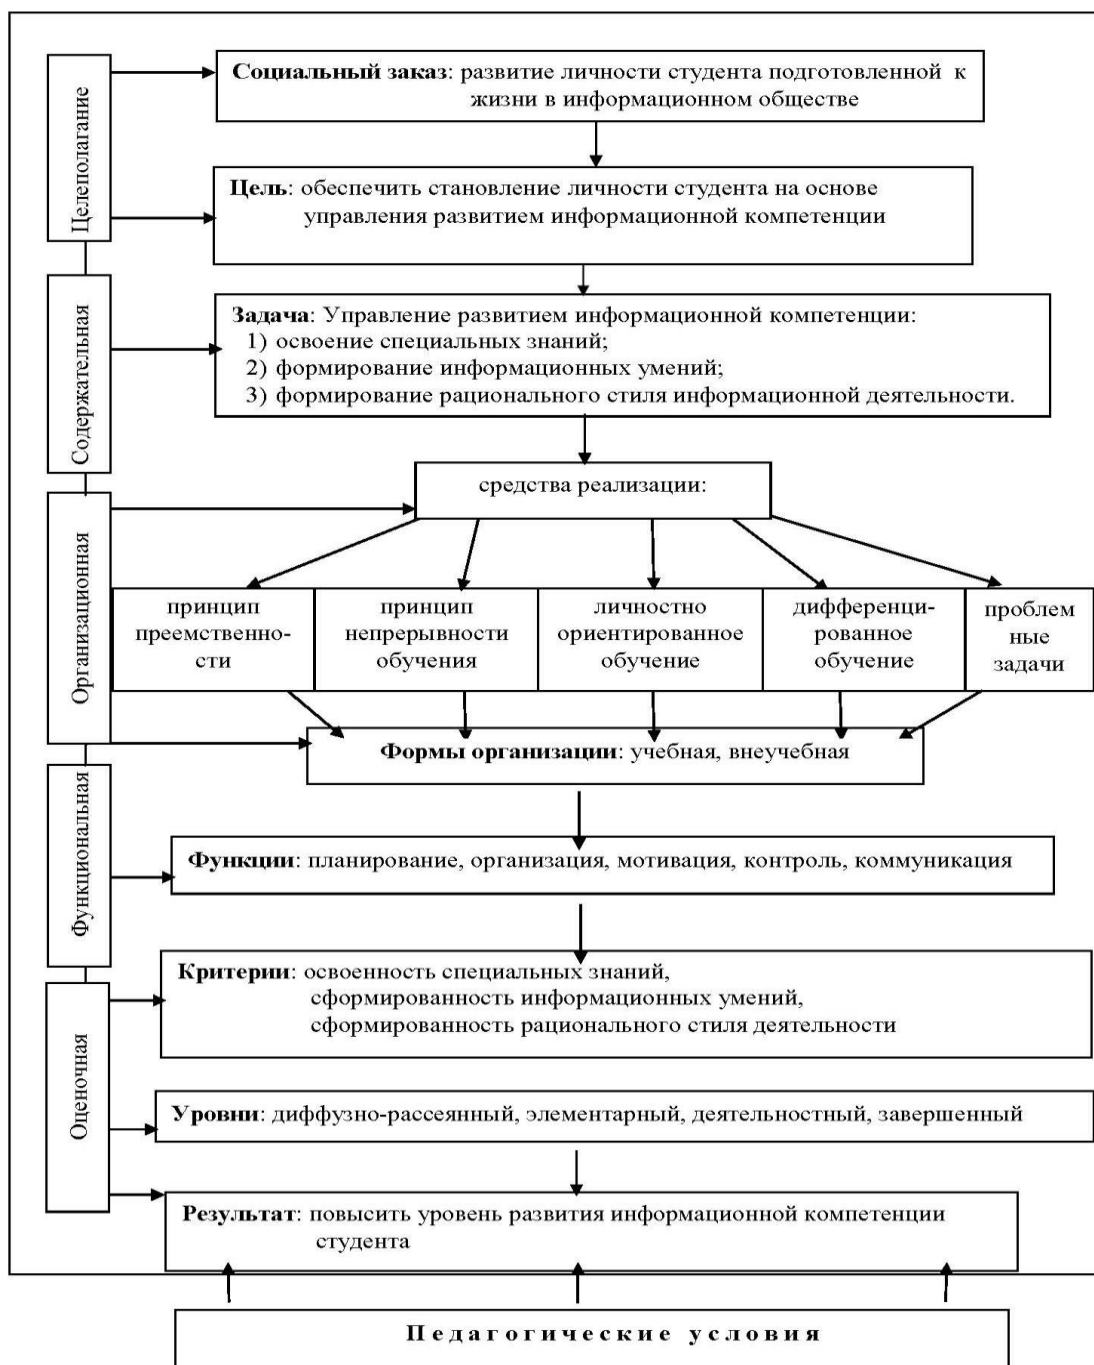 Целеполагание
Социальный заказ: развитие личности студента подготовленной к
жизни в информационном обществе
Цель: обеспечить становление личности студента на основе
управления развитием информационной компетенции
Содержательная
Задача: Управление развитием информационной компетенции:
1) освоение специальных знаний;
2) формирование информационных умений;
3) формирование рационального стиля информационной деятельности.
Организационная
средства реализации:
принцип
преемственно-
сти
принцип
непрерывности
обучения
личностно
ориентированное
обучение
дифференци-
рованное
обучение
проблем
ные
задачи
Формы организации: учебная, внеучебная
Функциональная
Функции: планирование, организация, мотивация, контроль, коммуникация
Оценочная
Критерии: освоенность специальных знаний,
сформированность информационных умений,
сформированность рационального стиля деятельности
Уровни: диффузно-рассеянный, элементарный, деятельностный, завершенный
Результат: повысить уровень развития информационной компетенции
студента
Педагогические условия